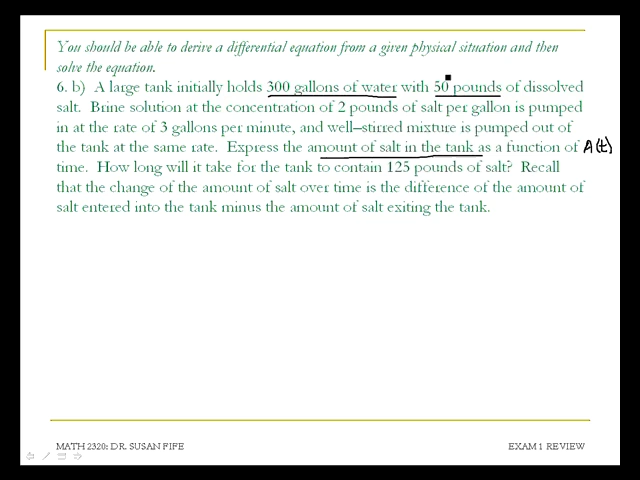 You should be able to derive a differential equation from a given physical situation and then
solve the equation.
6. b) A large tank initially holds 300 gallons of water with 50 pounds of dissolved
salt. Brine solution at the concentration of 2 pounds of salt per gallon is pumped
in at the rate of 3 gallons per minute, and well–stirred mixture is pumped out of
the tank at the same rate. Express the amount of salt in the tank as a function of A(t)
time. How long will it take for the tank to contain 125 pounds of salt? Recall
that the change of the amount of salt over time is the difference of the amount of
salt entered into the tank minus the amount of salt exiting the tank.
MATH 2320: DR. SUSAN FIFE EXAM 1 REVIEW